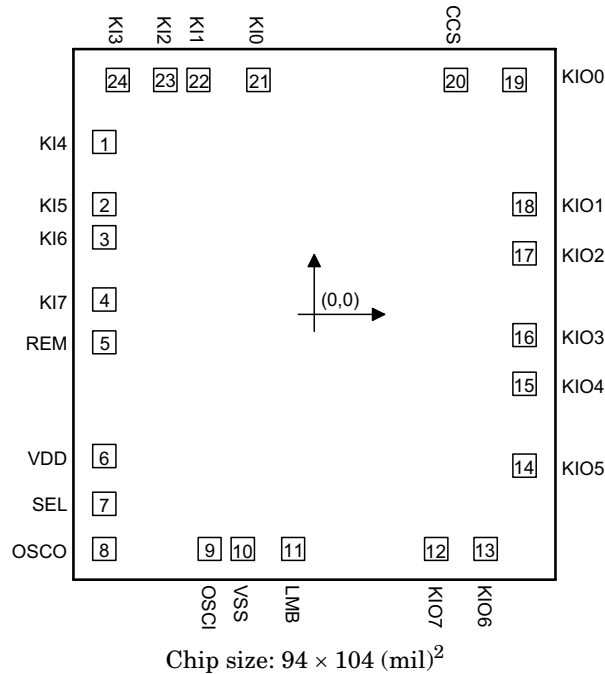 KI3 KI2 KI1 KI0 CCS
24 23 22 21 20 19 KIO0
KI4 1
KI5 2 18 KIO1
KI6 3 17 KIO2
(0,0)
KI7 4
REM 5 16 KIO3
15 KIO4
VDD 6 14 KIO5
SEL 7
OSCO 8 9 10 11 12 13
OSCI VSS LMB KIO7 KIO6
Chip size: 94 × 104 (mil)²